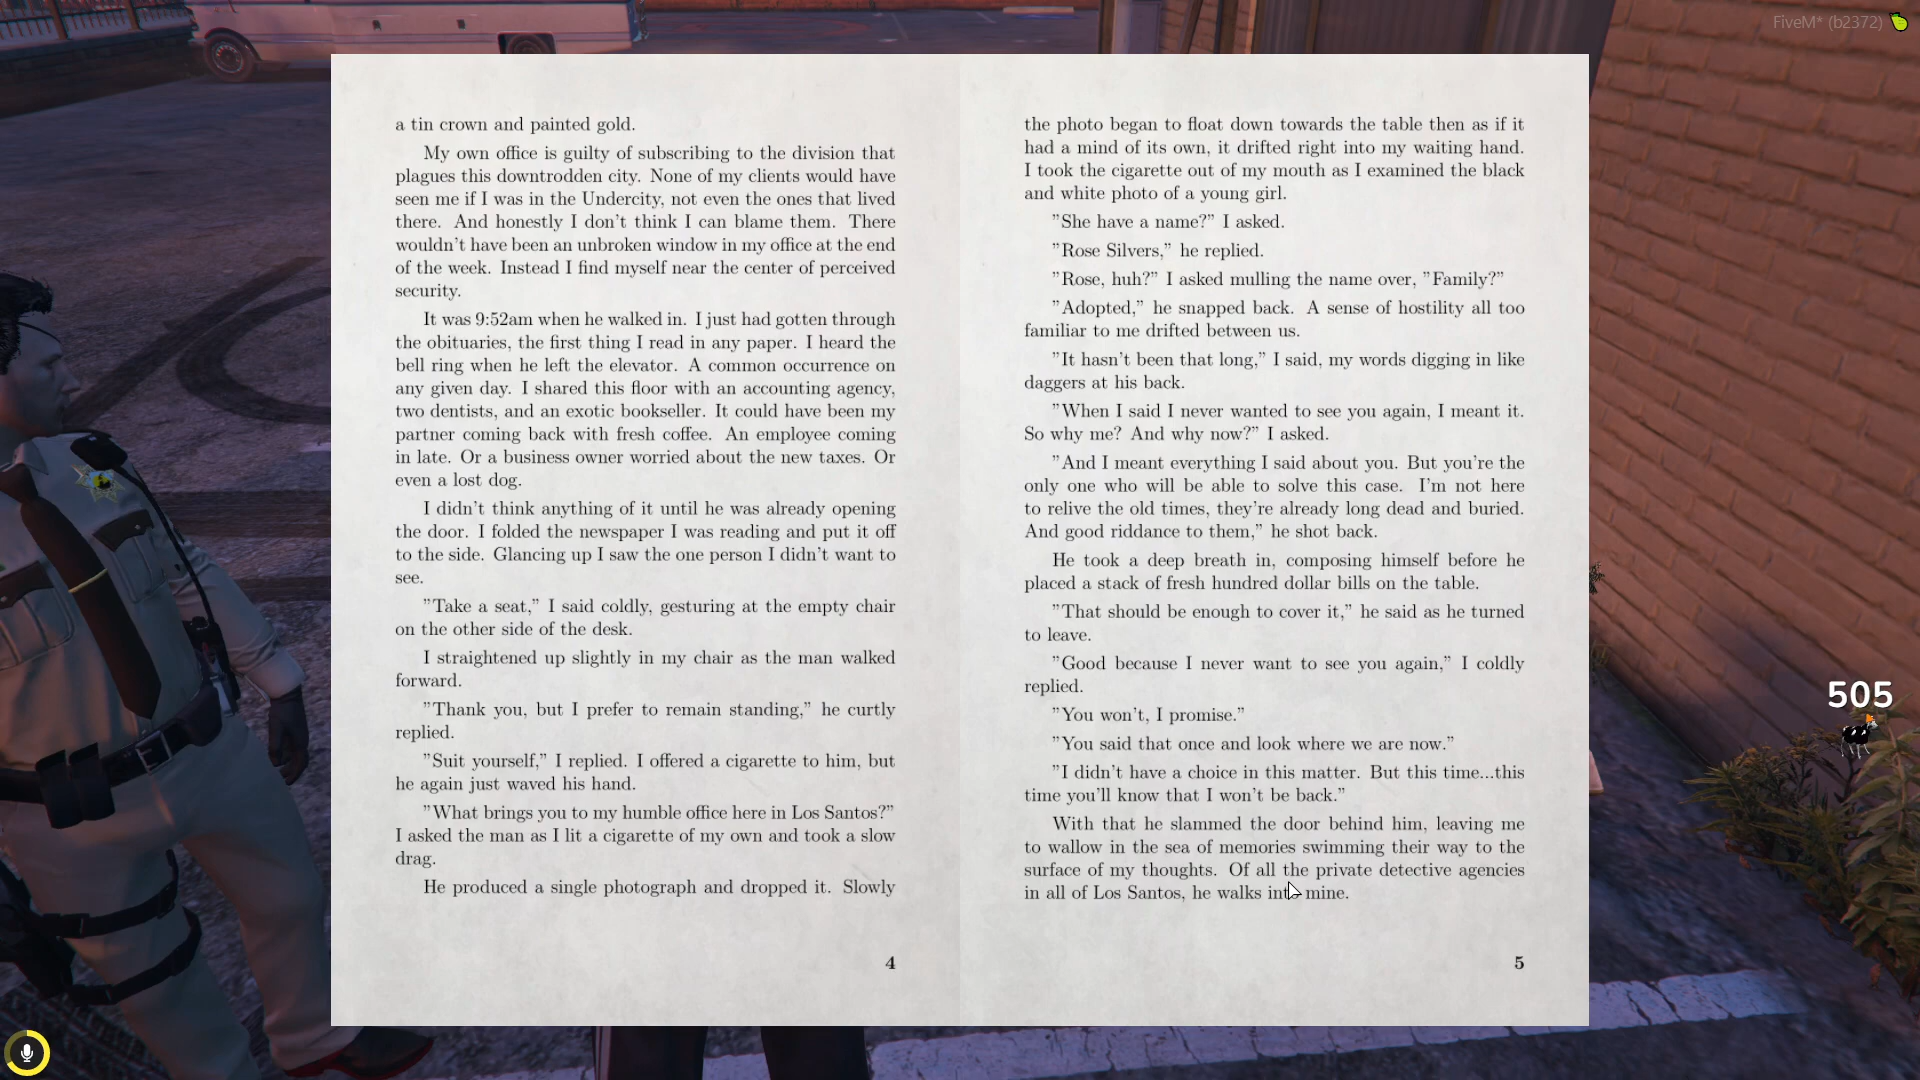 FiveM* (b2372)
a tin crown and painted gold.
My own office is guilty of subscribing to the division that
plagues this downtrodden city. None of my clients would have
seen me if I was in the Undercity, not even the ones that lived
there. And honestly I don't think I can blame them. There
wouldn't have been an unbroken window in my office at the end
of the week. Instead I find myself near the center of perceived
security.
It was 9:52am when he walked in. I just had gotten through
the obituaries, the first thing I read in any paper. I heard the
bell ring when he left the elevator. A common occurrence on
any given day. I shared this floor with an accounting agency,
two dentists, and an exotic bookseller. It could have been my
partner coming back with fresh coffee. An employee coming
in late. Or a business owner worried about the new taxes. Or
even a lost dog.
I didn't think anything of it until he was already opening
the door. I folded the newspaper I was reading and put it off
to the side. Glancing up I saw the one person I didn't want to
see.
”Take a seat,” I said coldly, gesturing at the empty chair
on the other side of the desk.
I straightened up slightly in my chair as the man walked
forward.
”Thank you, but I prefer to remain standing,” he curtly
replied.
”Suit yourself,” I replied. I offered a cigarette to him, but
he again just waved his hand.
”What brings you to my humble office here in Los Santos?”
I asked the man as I lit a cigarette of my own and took a slow
drag.
He produced a single photograph and dropped it. Slowly
4
the photo began to float down towards the table then as if it
had a mind of its own, it drifted right into my waiting hand.
I took the cigarette out of my mouth as I examined the black
and white photo of a young girl.
”She have a name?” I asked.
”Rose Silvers,” he replied.
”Rose, huh?” I asked mulling the name over, ”Family?”
”Adopted,” he snapped back. A sense of hostility all too
familiar to me drifted between us.
”It hasn't been that long,” I said, my words digging in like
daggers at his back.
”When I said I never wanted to see you again, I meant it.
So why me? And why now?” I asked.
”And I meant everything I said about you. But you're the
only one who will be able to solve this case. I'm not here
to relive the old times, they're already long dead and buried.
And good riddance to them,” he shot back.
He took a deep breath in, composing himself before he
placed a stack of fresh hundred dollar bills on the table.
”That should be enough to cover it,” he said as he turned
to leave.
”Good because I never want to see you again,” I coldly
replied.
”You won't, I promise.”
”You said that once and look where we are now.”
”I didn't have a choice in this matter. But this time...this
time you'll know that I won't be back.”
With that he slammed the door behind him, leaving me
to wallow in the sea of memories swimming their way to the
surface of my thoughts. Of all the private detective agencies
in all of Los Santos, he walks into mine.
5
505